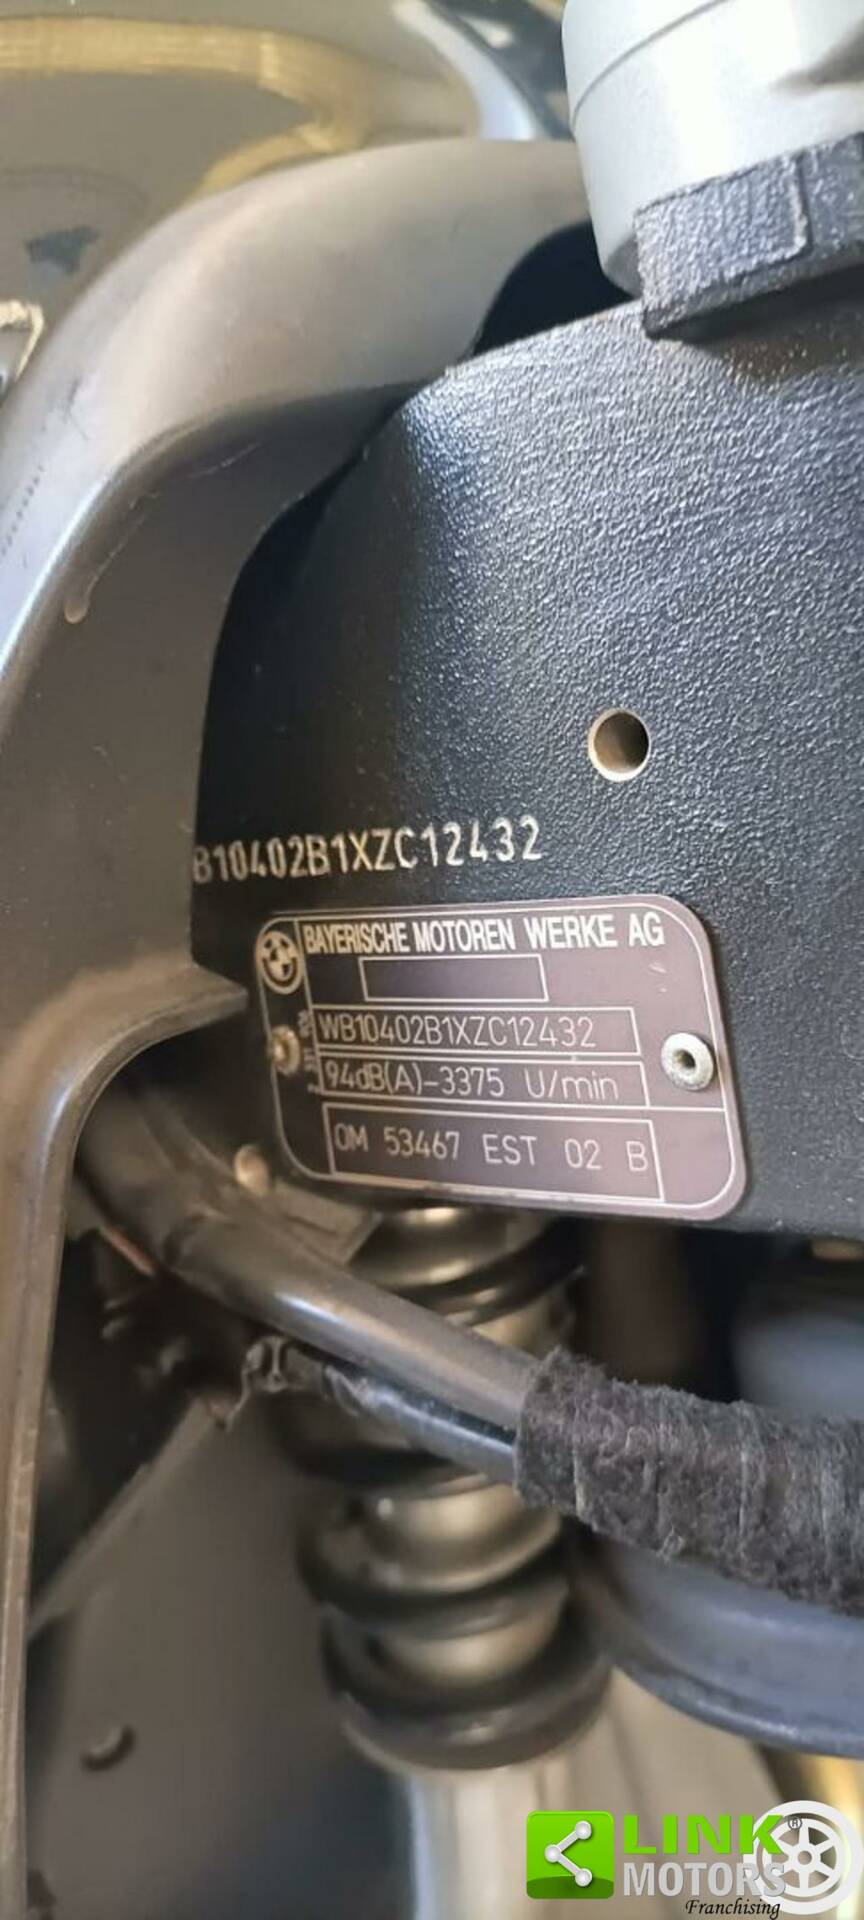 B10402B1XZC12432
BAYERISCHE MOTOREN WERKE AG
WB10402B1XZC12432
94dB(A)-3375 U/min
OM 53467 EST 02 B
LINK®
MOTORS
Franchising